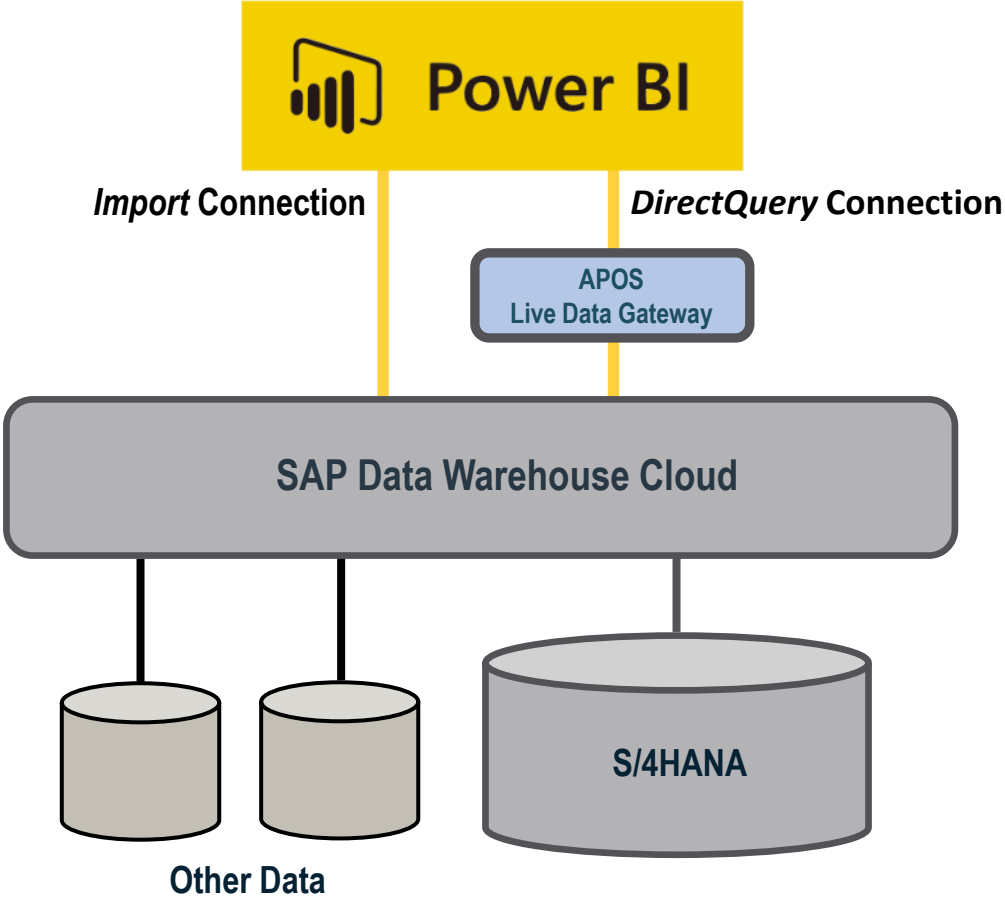 Power BI
Import Connection
DirectQuery Connection
APOS
Live Data Gateway
SAP Data Warehouse Cloud
S/4HANA
Other Data